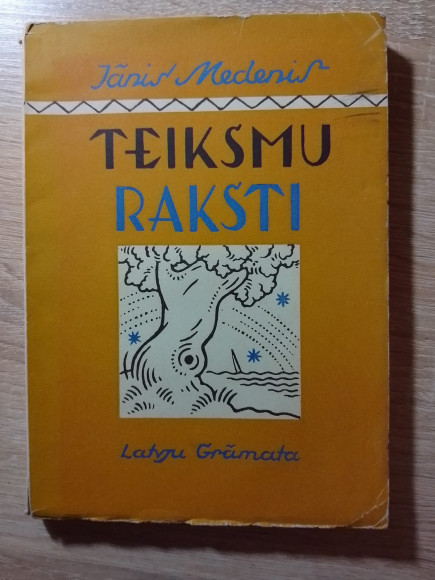 Jānis Medenis
TEIKSMU
RAKSTI
Latvju Grāmata